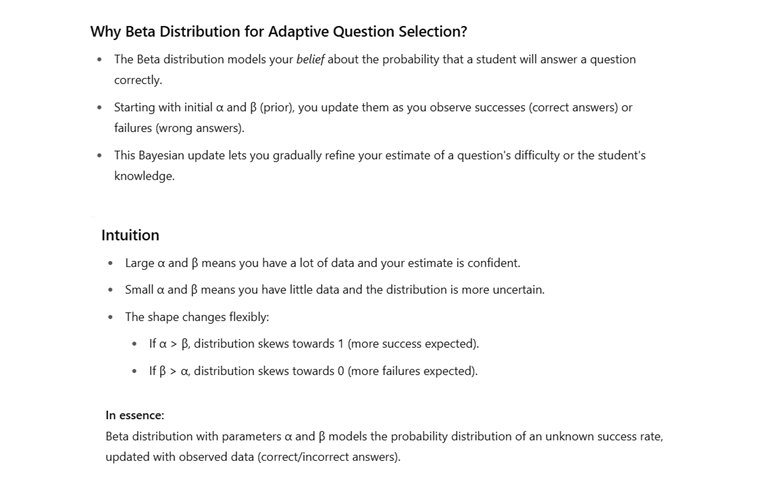 Why Beta Distribution for Adaptive Question Selection?
• The Beta distribution models your belief about the probability that a student will answer a question
correctly.
• Starting with initial α and β (prior), you update them as you observe successes (correct answers) or
failures (wrong answers).
• This Bayesian update lets you gradually refine your estimate of a question's difficulty or the student's
knowledge.
Intuition
• Large α and β means you have a lot of data and your estimate is confident.
• Small α and β means you have little data and the distribution is more uncertain.
• The shape changes flexibly:
• If α > β, distribution skews towards 1 (more success expected).
• If β > α, distribution skews towards 0 (more failures expected).
In essence:
Beta distribution with parameters α and β models the probability distribution of an unknown success rate,
updated with observed data (correct/incorrect answers).